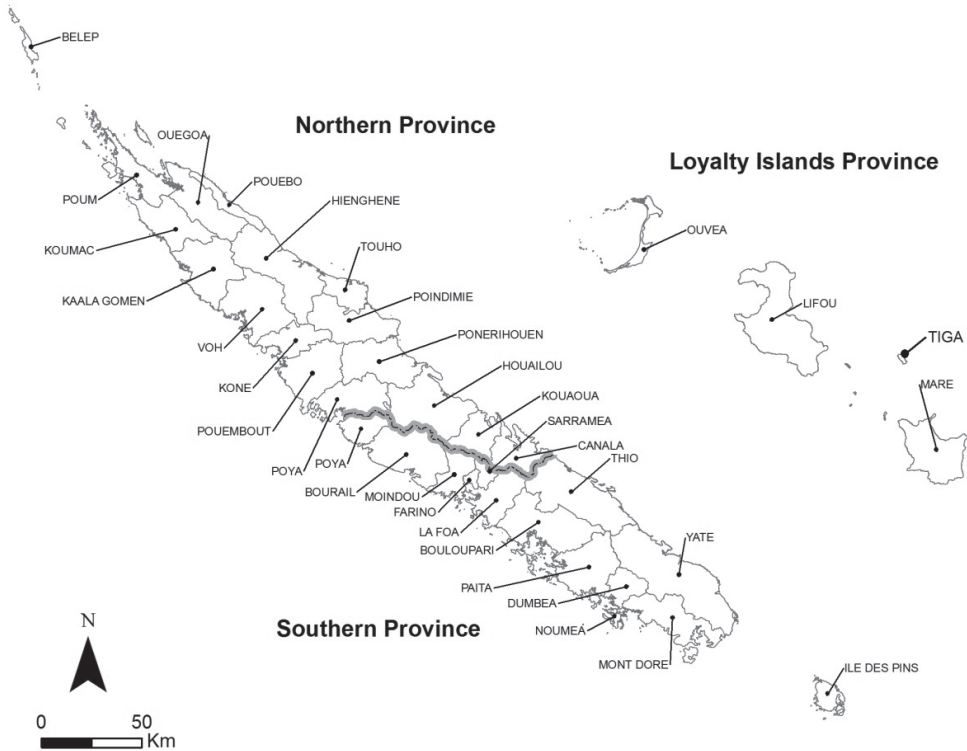 BELEP
Northern Province
OUEGOA
Loyalty Islands Province
POUEBO
POUM
HIENGHENE
OUVEA
KOUMAC
TOUHO
KAALA GOMEN
POINDIMIE
LIFOU
PONERIHOUEN
TIGA
VOH
HOUAILOU
KONE
MARE
KOUAOUA
SARRAMEA
POUEMBOUT
CANALA
THIO
POYA
POYA
BOURAIL
MOINDOU
FARINO
LA FOA
BOULOUPARI
YATE
PAITA
DUMBEA
Southern Province
NOUMEA
MONT DORE
ILE DES PINS
N
0 50
Km